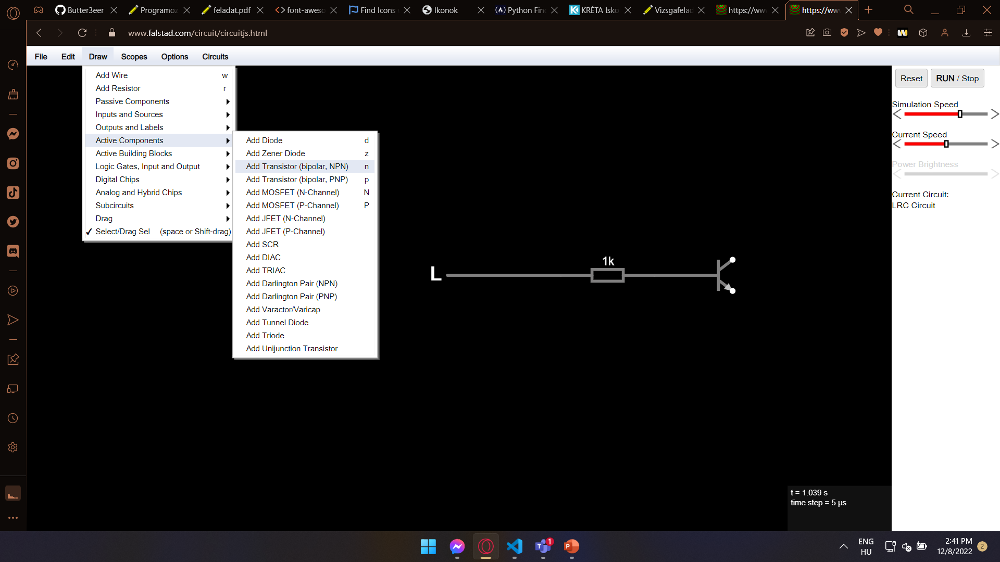 Butter3eer
Programoz
feladat.pdf
font-aweso
Find Icons
Ikonok
Python Fin
KRÉTA Isko
Vizsgafelad
https://ww
https://ww
www.falstad.com/circuit/circuitjs.html
File Edit Draw Scopes Options Circuits
Add Wire w
Add Resistor r
Passive Components
Inputs and Sources
Outputs and Labels
Active Components
Active Building Blocks
Logic Gates, Input and Output
Digital Chips
Analog and Hybrid Chips
Subcircuits
Drag
Select/Drag Sel (space or Shift-drag)
Add Diode d
Add Zener Diode z
Add Transistor (bipolar, NPN) n
Add Transistor (bipolar, PNP) p
Add MOSFET (N-Channel) N
Add MOSFET (P-Channel) P
Add JFET (N-Channel)
Add JFET (P-Channel)
Add SCR
Add DIAC
Add TRIAC
Add Darlington Pair (NPN)
Add Darlington Pair (PNP)
Add Varactor/Varicap
Add Tunnel Diode
Add Triode
Add Unijunction Transistor
L
1k
Reset
RUN / Stop
Simulation Speed
Current Speed
Power Brightness
Current Circuit:
LRC Circuit
t = 1.039 s
time step = 5 µs
1
ENG
HU
2:41 PM
12/8/2022
2